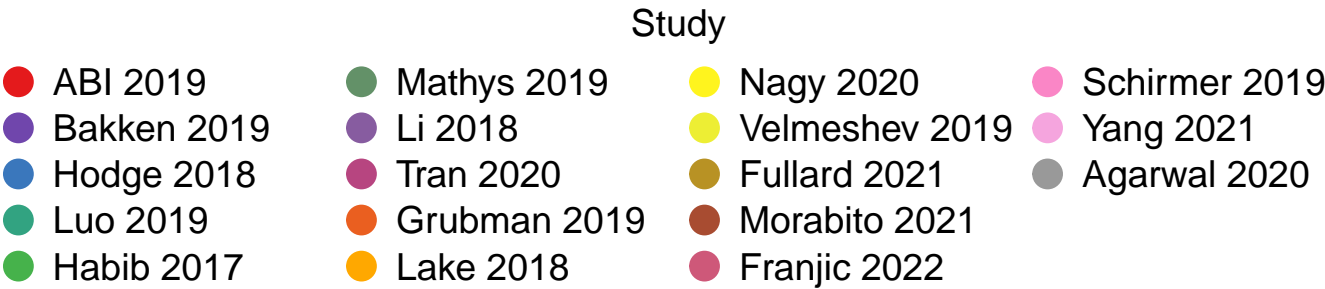 Study
ABI 2019
Bakken 2019
Hodge 2018
Luo 2019
Habib 2017
Mathys 2019
Li 2018
Tran 2020
Grubman 2019
Lake 2018
Nagy 2020
Velmeshev 2019
Fullard 2021
Morabito 2021
Franjic 2022
Schirmer 2019
Yang 2021
Agarwal 2020